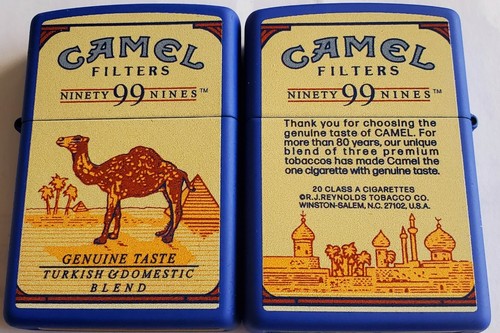 CAMEL
FILTERS
NINETY 99 NINES™
GENUINE TASTE
TURKISH & DOMESTIC
BLEND
CAMEL
FILTERS
NINETY 99 NINES™
Thank you for choosing the
genuine taste of CAMEL. For
more than 80 years, our unique
blend of three premium
tobaccos has made Camel the
one cigarette with genuine taste.
20 CLASS A CIGARETTES
©R.J.REYNOLDS TOBACCO CO.
WINSTON-SALEM, N.C. 27102, U.S.A.